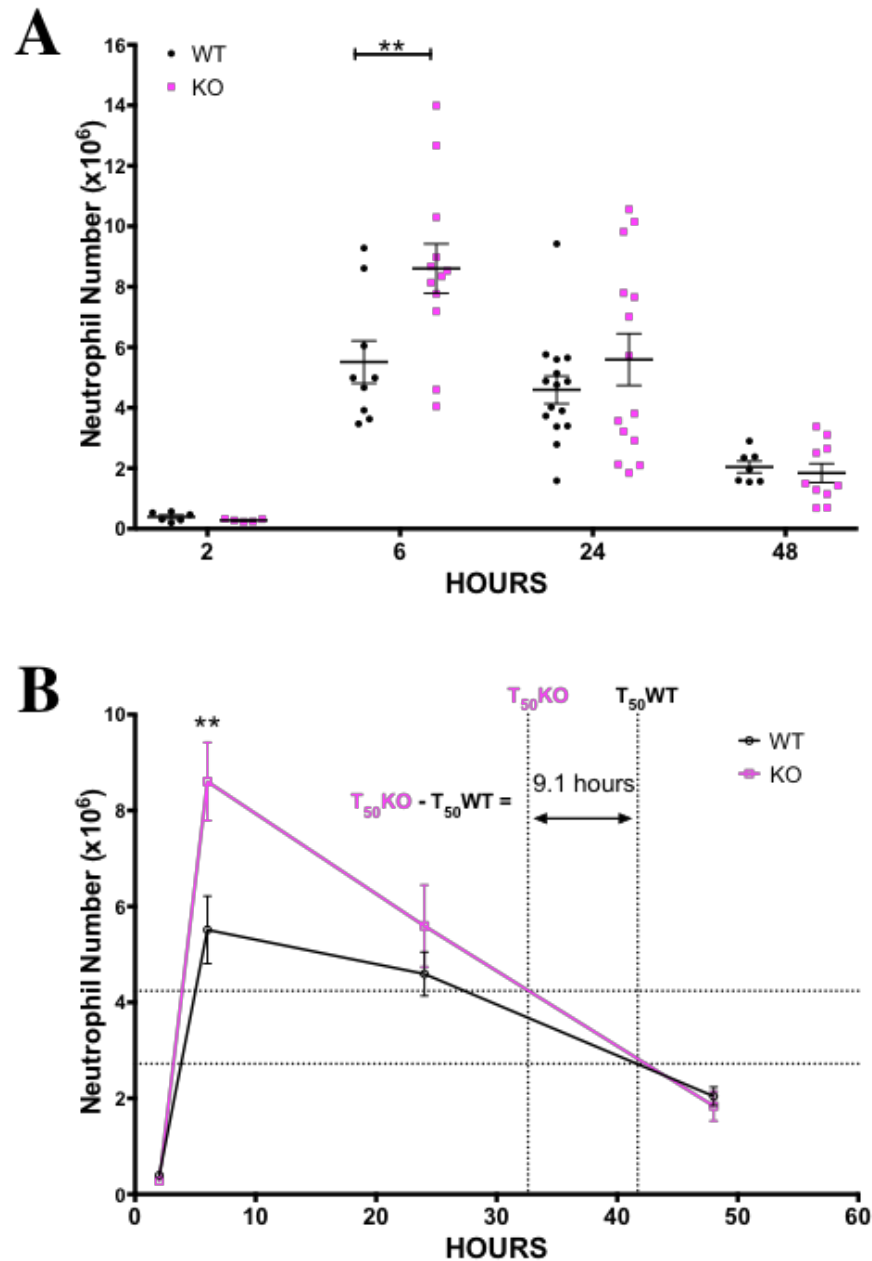 A
Neutrophil Number (x10⁶)
16
14
12
10
8
6
4
2
0
WT
KO
**
2 6 24 48
HOURS
B
T₅₀KO T₅₀WT
Neutrophil Number (x10⁶)
10
8
6
4
2
0
**
WT
KO
9.1 hours
T₅₀KO - T₅₀WT =
0 10 20 30 40 50 60
HOURS